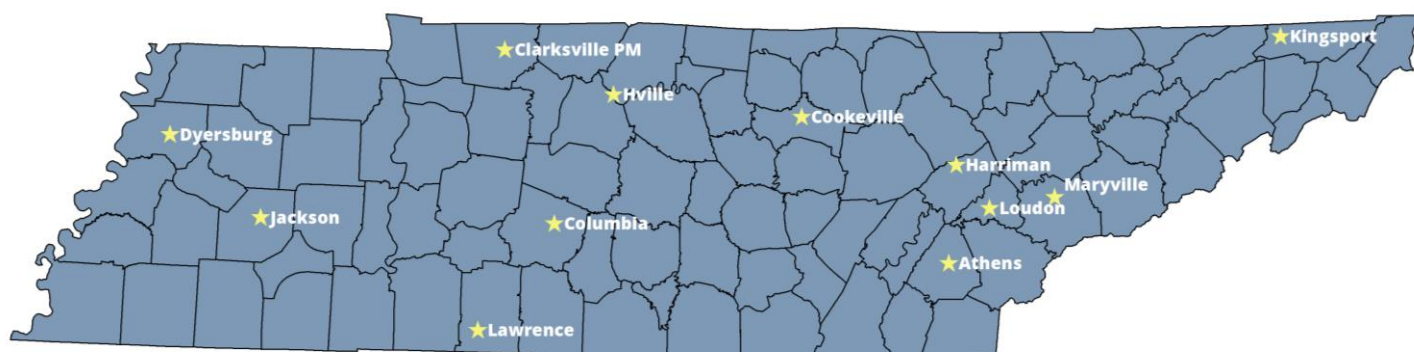 Kingsport
Clarksville PM
Hville
Cookeville
Dyersburg
Harriman
Maryville
Loudon
Jackson
Columbia
Athens
Lawrence